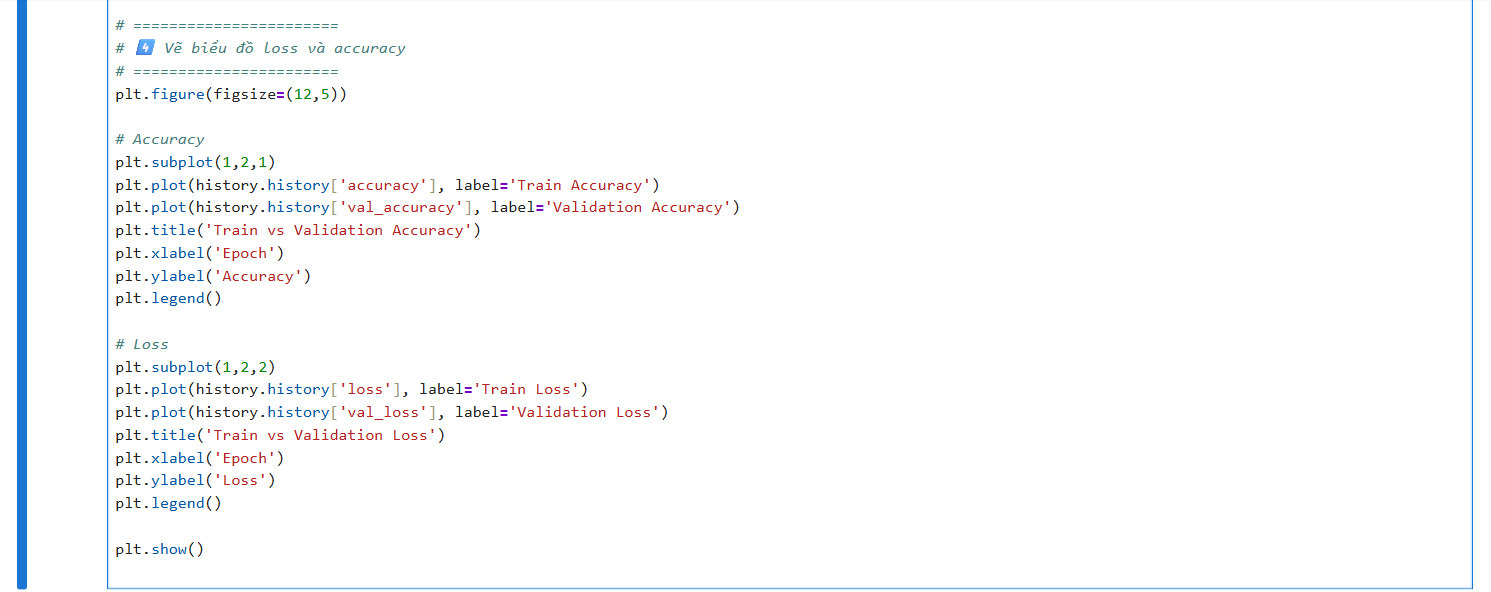 # =======================
# 4️⃣ Vẽ biểu đồ loss và accuracy
# =======================
plt.figure(figsize=(12,5))
# Accuracy
plt.subplot(1,2,1)
plt.plot(history.history['accuracy'], label='Train Accuracy')
plt.plot(history.history['val_accuracy'], label='Validation Accuracy')
plt.title('Train vs Validation Accuracy')
plt.xlabel('Epoch')
plt.ylabel('Accuracy')
plt.legend()
# Loss
plt.subplot(1,2,2)
plt.plot(history.history['loss'], label='Train Loss')
plt.plot(history.history['val_loss'], label='Validation Loss')
plt.title('Train vs Validation Loss')
plt.xlabel('Epoch')
plt.ylabel('Loss')
plt.legend()
plt.show()